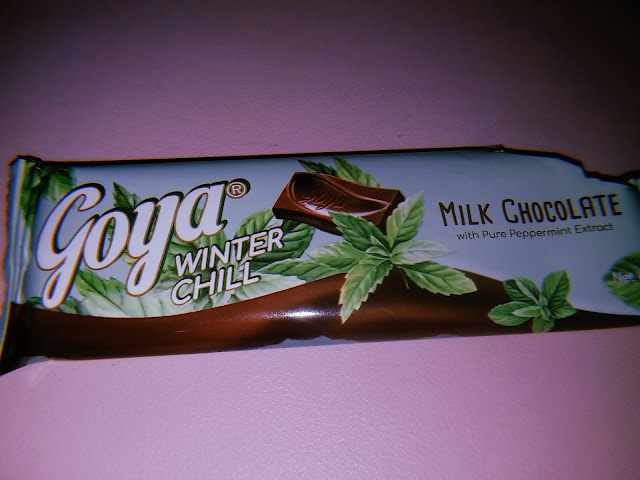 Goya®
WINTER
CHILL
MILK CHOCOLATE
with Pure Peppermint Extract